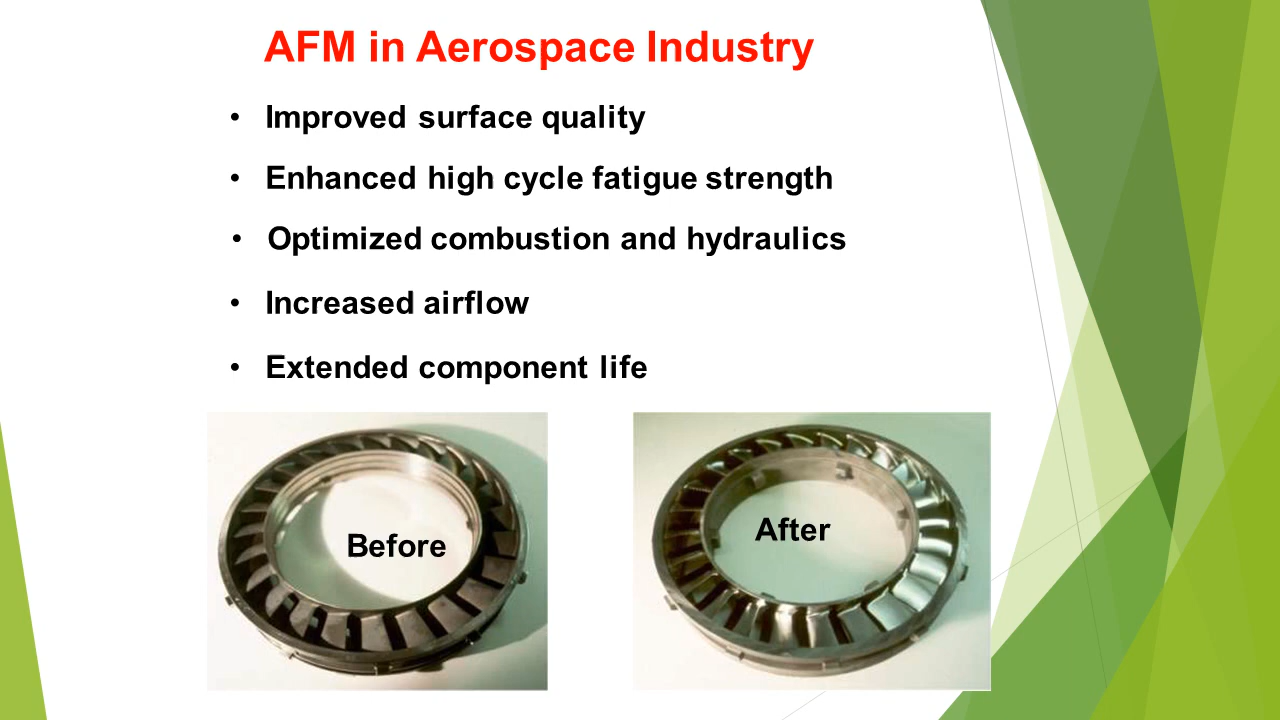 AFM in Aerospace Industry
• Improved surface quality
• Enhanced high cycle fatigue strength
• Optimized combustion and hydraulics
• Increased airflow
• Extended component life
Before
After